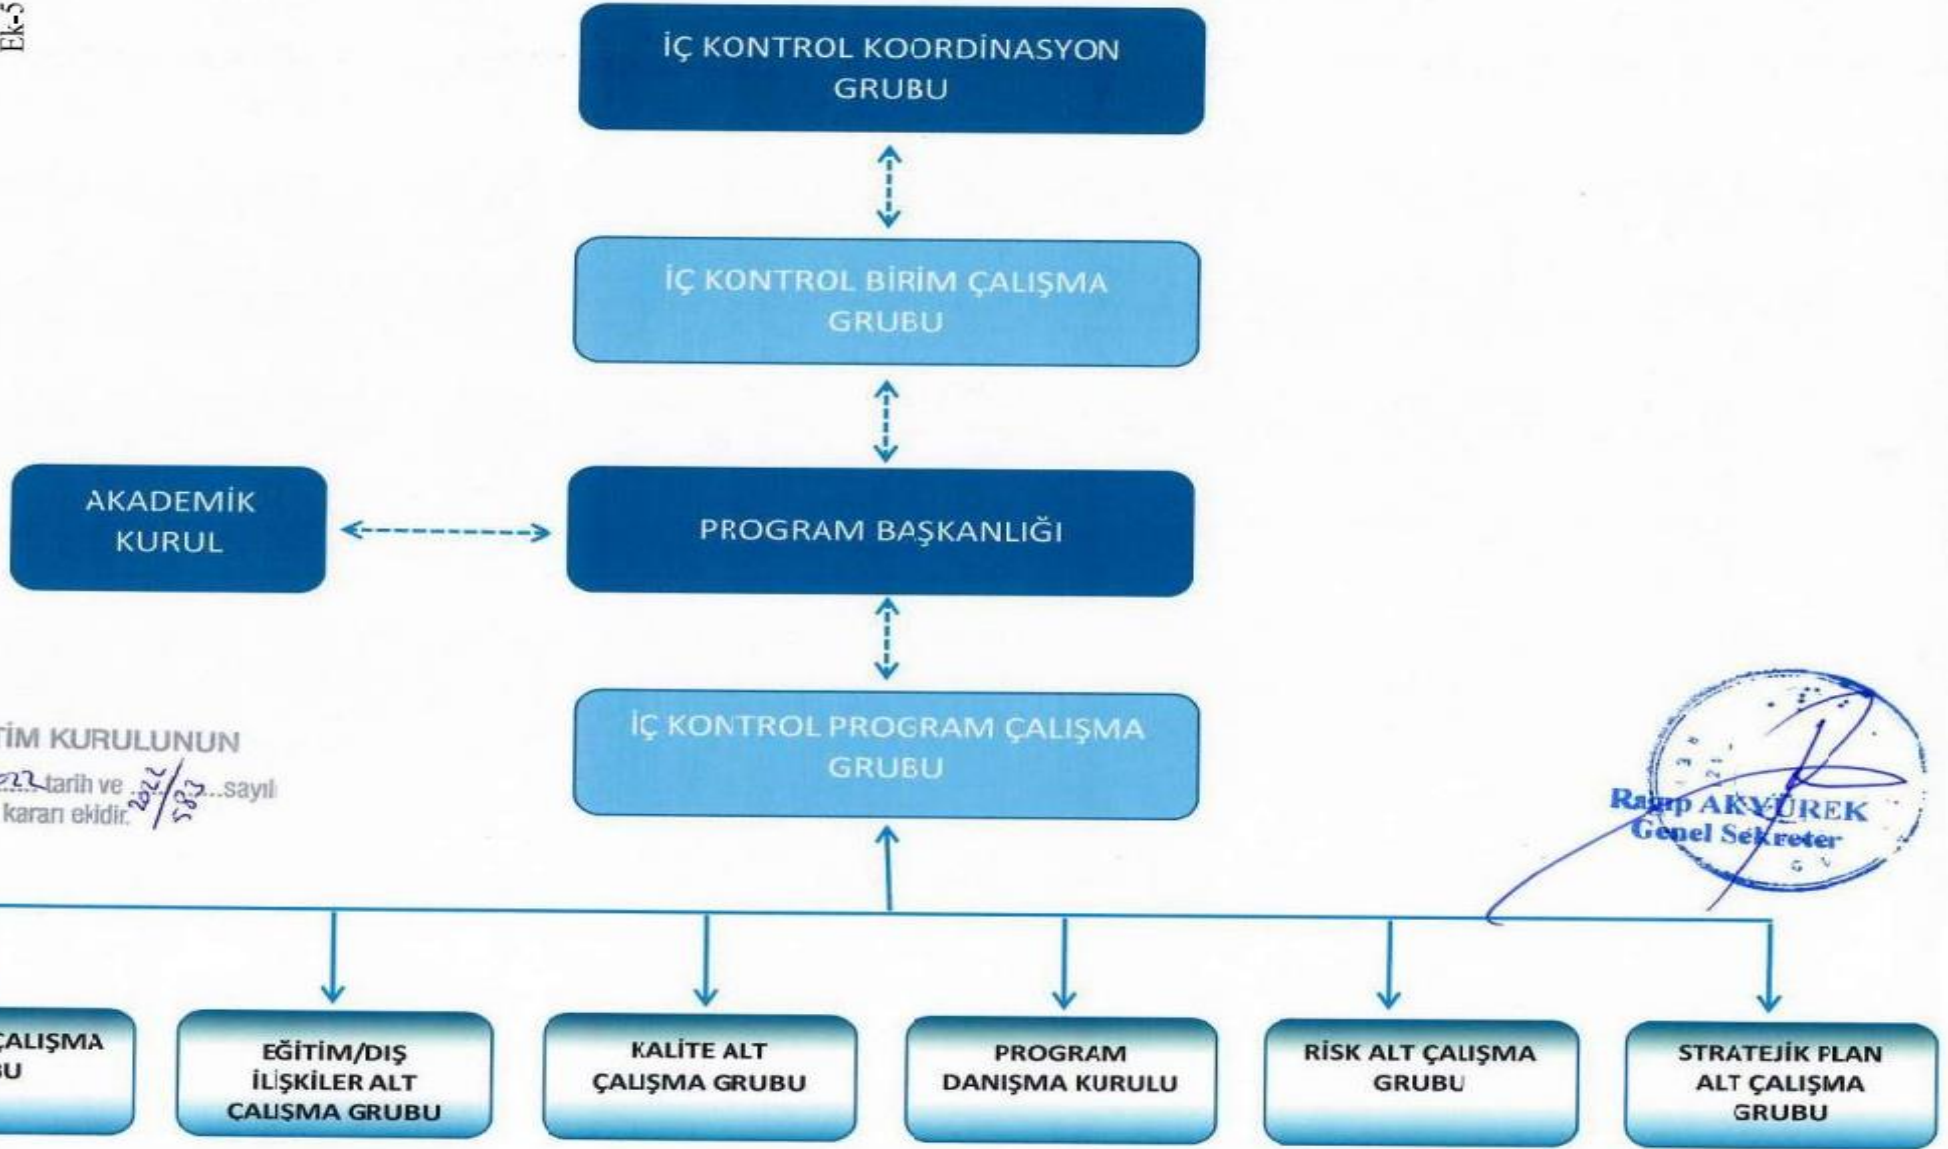 Ek-5
İÇ KONTROL KOORDİNASYON
GRUBU
İÇ KONTROL BİRİM ÇALIŞMA
GRUBU
AKADEMİK
KURUL
PROGRAM BAŞKANLIĞI
İÇ KONTROL PROGRAM ÇALIŞMA
GRUBU
TİM KURULUNUN
tarih ve 2022/583 sayılı
kararı ekidir.
AKYÜREK
Genel Sekreter
ÇALIŞMA
BU
EĞİTİM/DIŞ
İLİŞKİLER ALT
ÇALIŞMA GRUBU
KALİTE ALT
ÇALIŞMA GRUBU
PROGRAM
DANIŞMA KURULU
RİSK ALT ÇALIŞMA
GRUBU
STRATEJİK PLAN
ALT ÇALIŞMA
GRUBU